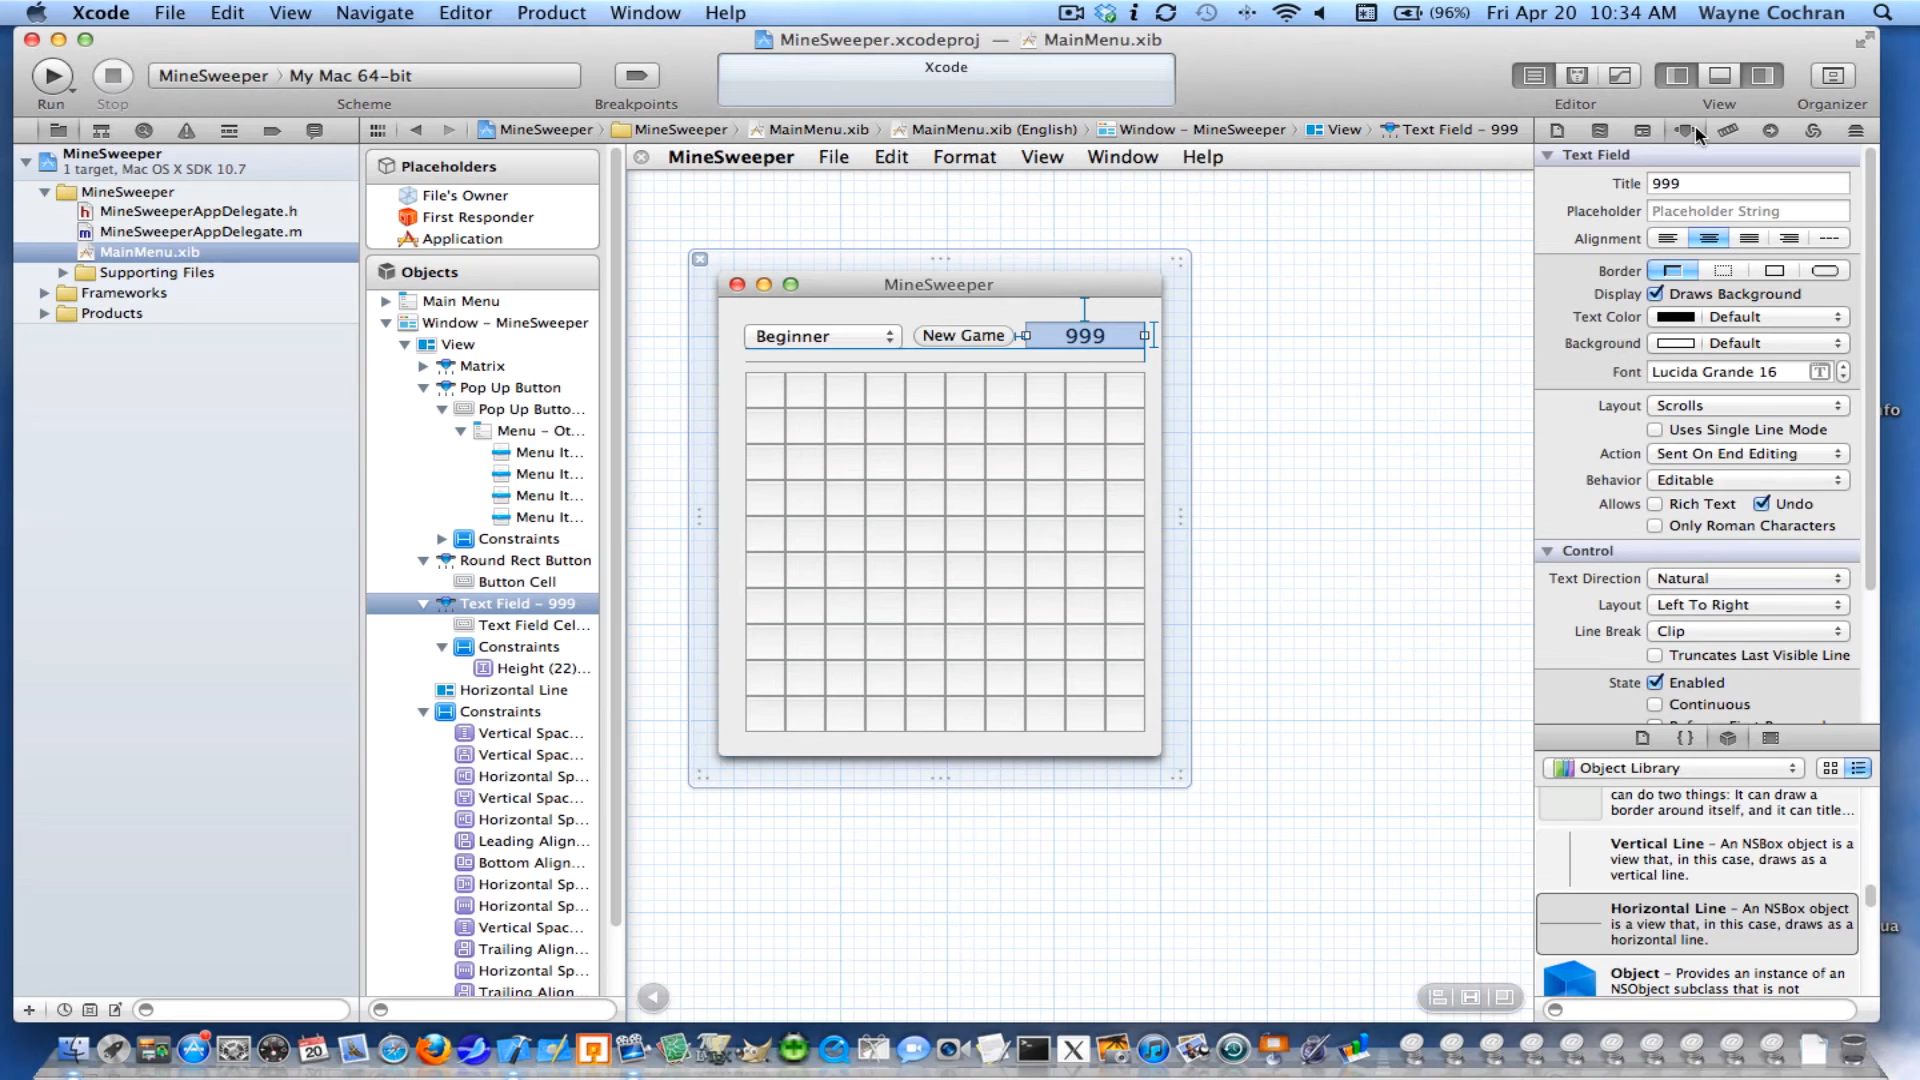 Xcode File Edit View Navigate Editor Product Window Help (96%) Fri Apr 20 10:34 AM Wayne Cochran
MineSweeper.xcodeproj — MainMenu.xib
MineSweeper › My Mac 64-bit
Xcode
Run Stop Scheme Breakpoints Editor View Organizer
MineSweeper
1 target, Mac OS X SDK 10.7
MineSweeper
MineSweeperAppDelegate.h
MineSweeperAppDelegate.m
MainMenu.xib
Supporting Files
Frameworks
Products
MineSweeper › MineSweeper › MainMenu.xib › MainMenu.xib (English) › Window – MineSweeper › View › Text Field – 999
Placeholders
File's Owner
First Responder
Application
Objects
Main Menu
Window – MineSweeper
View
Matrix
Pop Up Button
Pop Up Butto...
Menu – Ot...
Menu It...
Menu It...
Menu It...
Menu It...
Constraints
Round Rect Button
Button Cell
Text Field – 999
Text Field Cel...
Constraints
Height (22)...
Horizontal Line
Constraints
Vertical Spac...
Vertical Spac...
Horizontal Sp...
Vertical Spac...
Horizontal Sp...
Leading Align...
Bottom Align...
Horizontal Sp...
Horizontal Sp...
Vertical Spac...
Trailing Align...
Horizontal Sp...
Trailing Align
MineSweeper File Edit Format View Window Help
MineSweeper
Beginner New Game 999
Text Field
Title 999
Placeholder Placeholder String
Alignment
Border
Display Draws Background
Text Color Default
Background Default
Font Lucida Grande 16
Layout Scrolls
Uses Single Line Mode
Action Sent On End Editing
Behavior Editable
Allows Rich Text Undo
Only Roman Characters
Control
Text Direction Natural
Layout Left To Right
Line Break Clip
Truncates Last Visible Line
State Enabled
Continuous
Object Library
can do two things: It can draw a
border around itself, and it can title...
Vertical Line – An NSBox object is a
view that, in this case, draws as a
vertical line.
Horizontal Line – An NSBox object
is a view that, in this case, draws as a
horizontal line.
Object – Provides an instance of an
NSObject subclass that is not
20